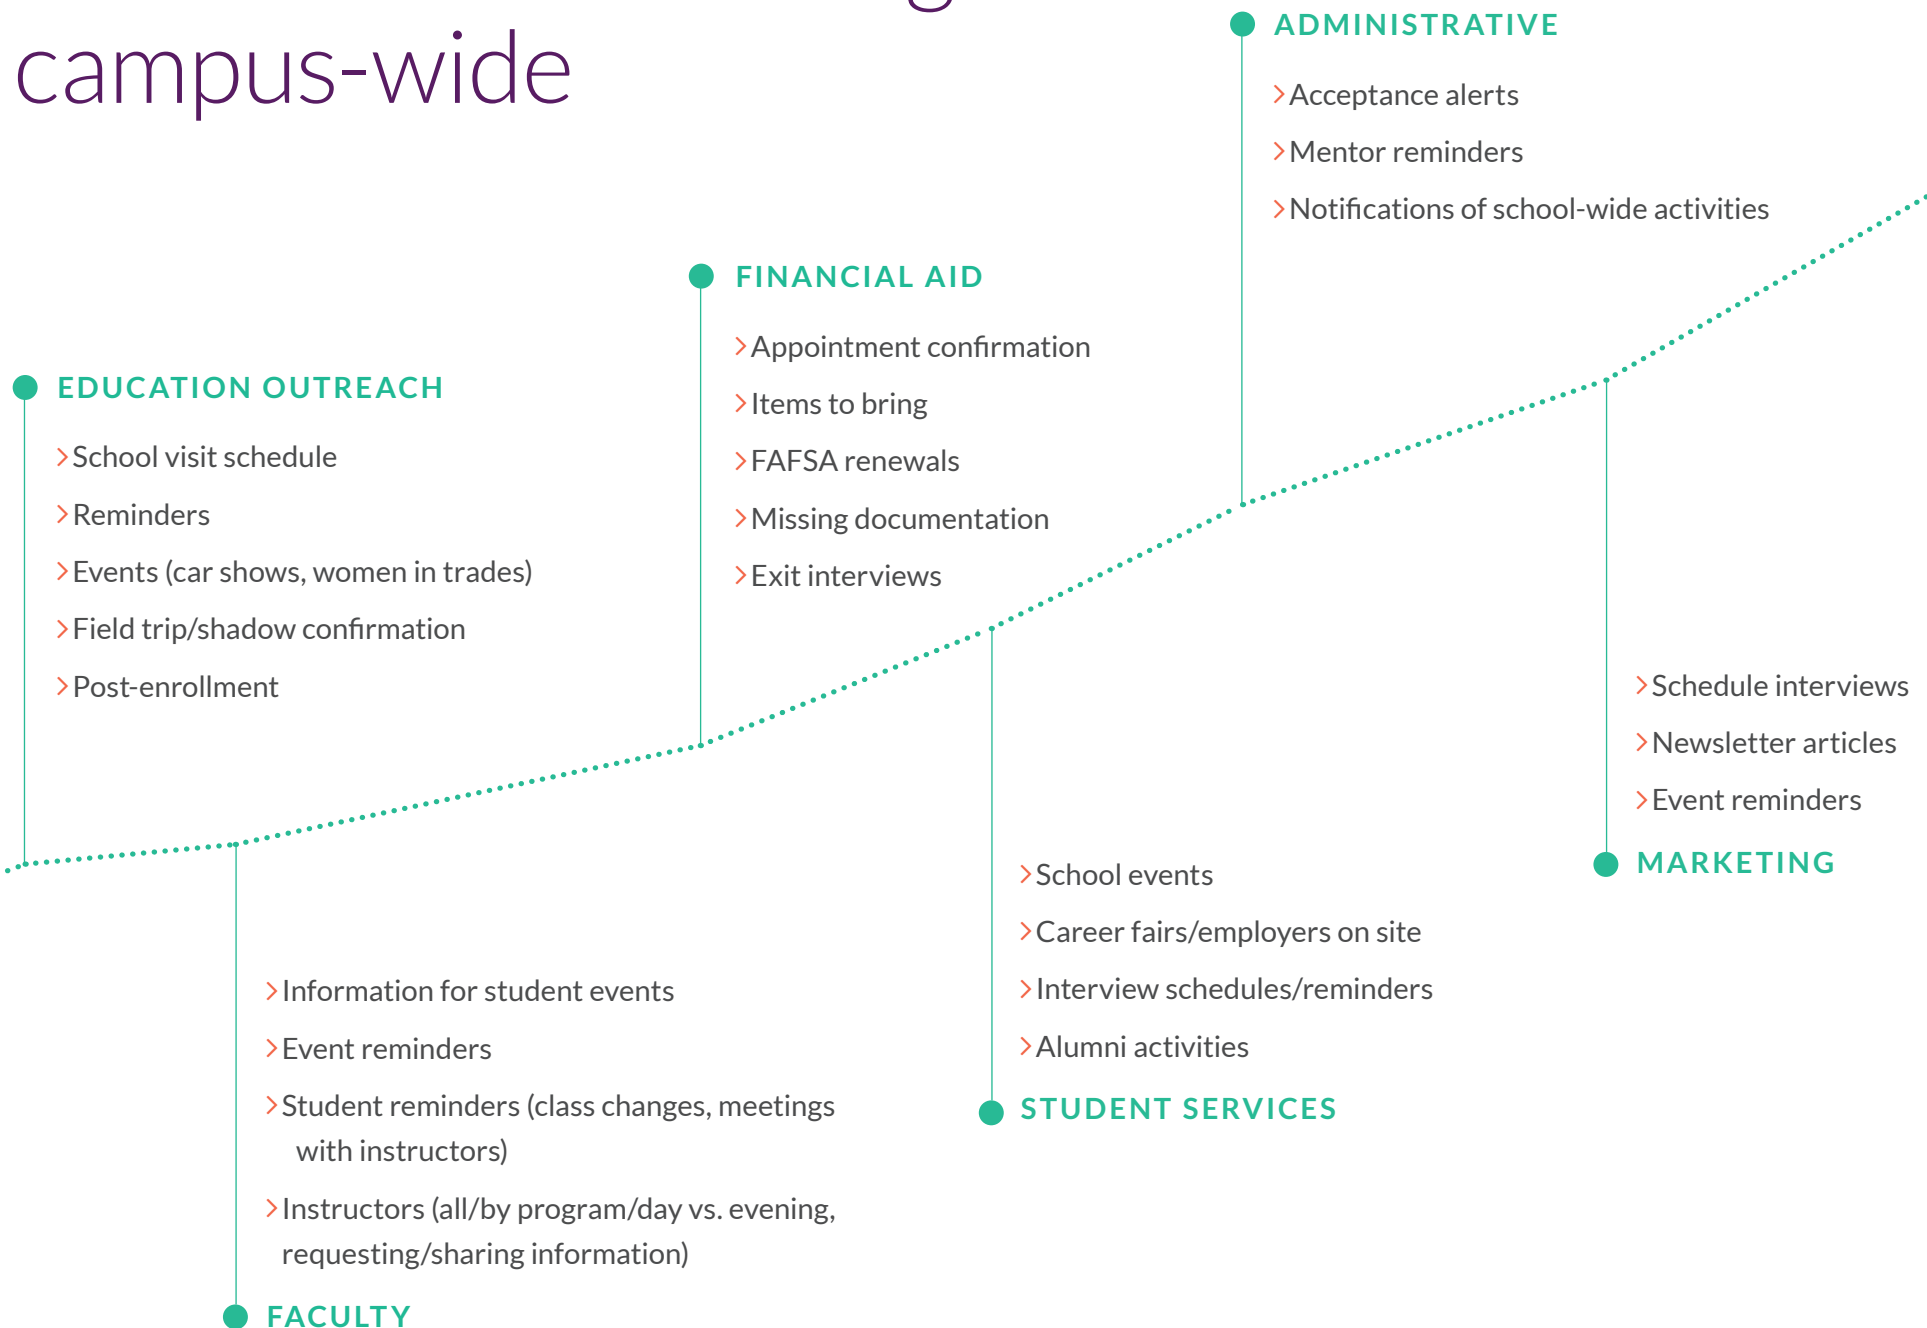 campus-wide
EDUCATION OUTREACH
School visit schedule
Reminders
Events (car shows, women in trades)
Field trip/shadow confirmation
Post-enrollment
Information for student events
Event reminders
Student reminders (class changes, meetings
with instructors)
Instructors (all/by program/day vs. evening,
requesting/sharing information)
FACULTY
FINANCIAL AID
Appointment confirmation
Items to bring
FAFSA renewals
Missing documentation
Exit interviews
School events
Career fairs/employers on site
Interview schedules/reminders
Alumni activities
STUDENT SERVICES
ADMINISTRATIVE
Acceptance alerts
Mentor reminders
Notifications of school-wide activities
Schedule interviews
Newsletter articles
Event reminders
MARKETING